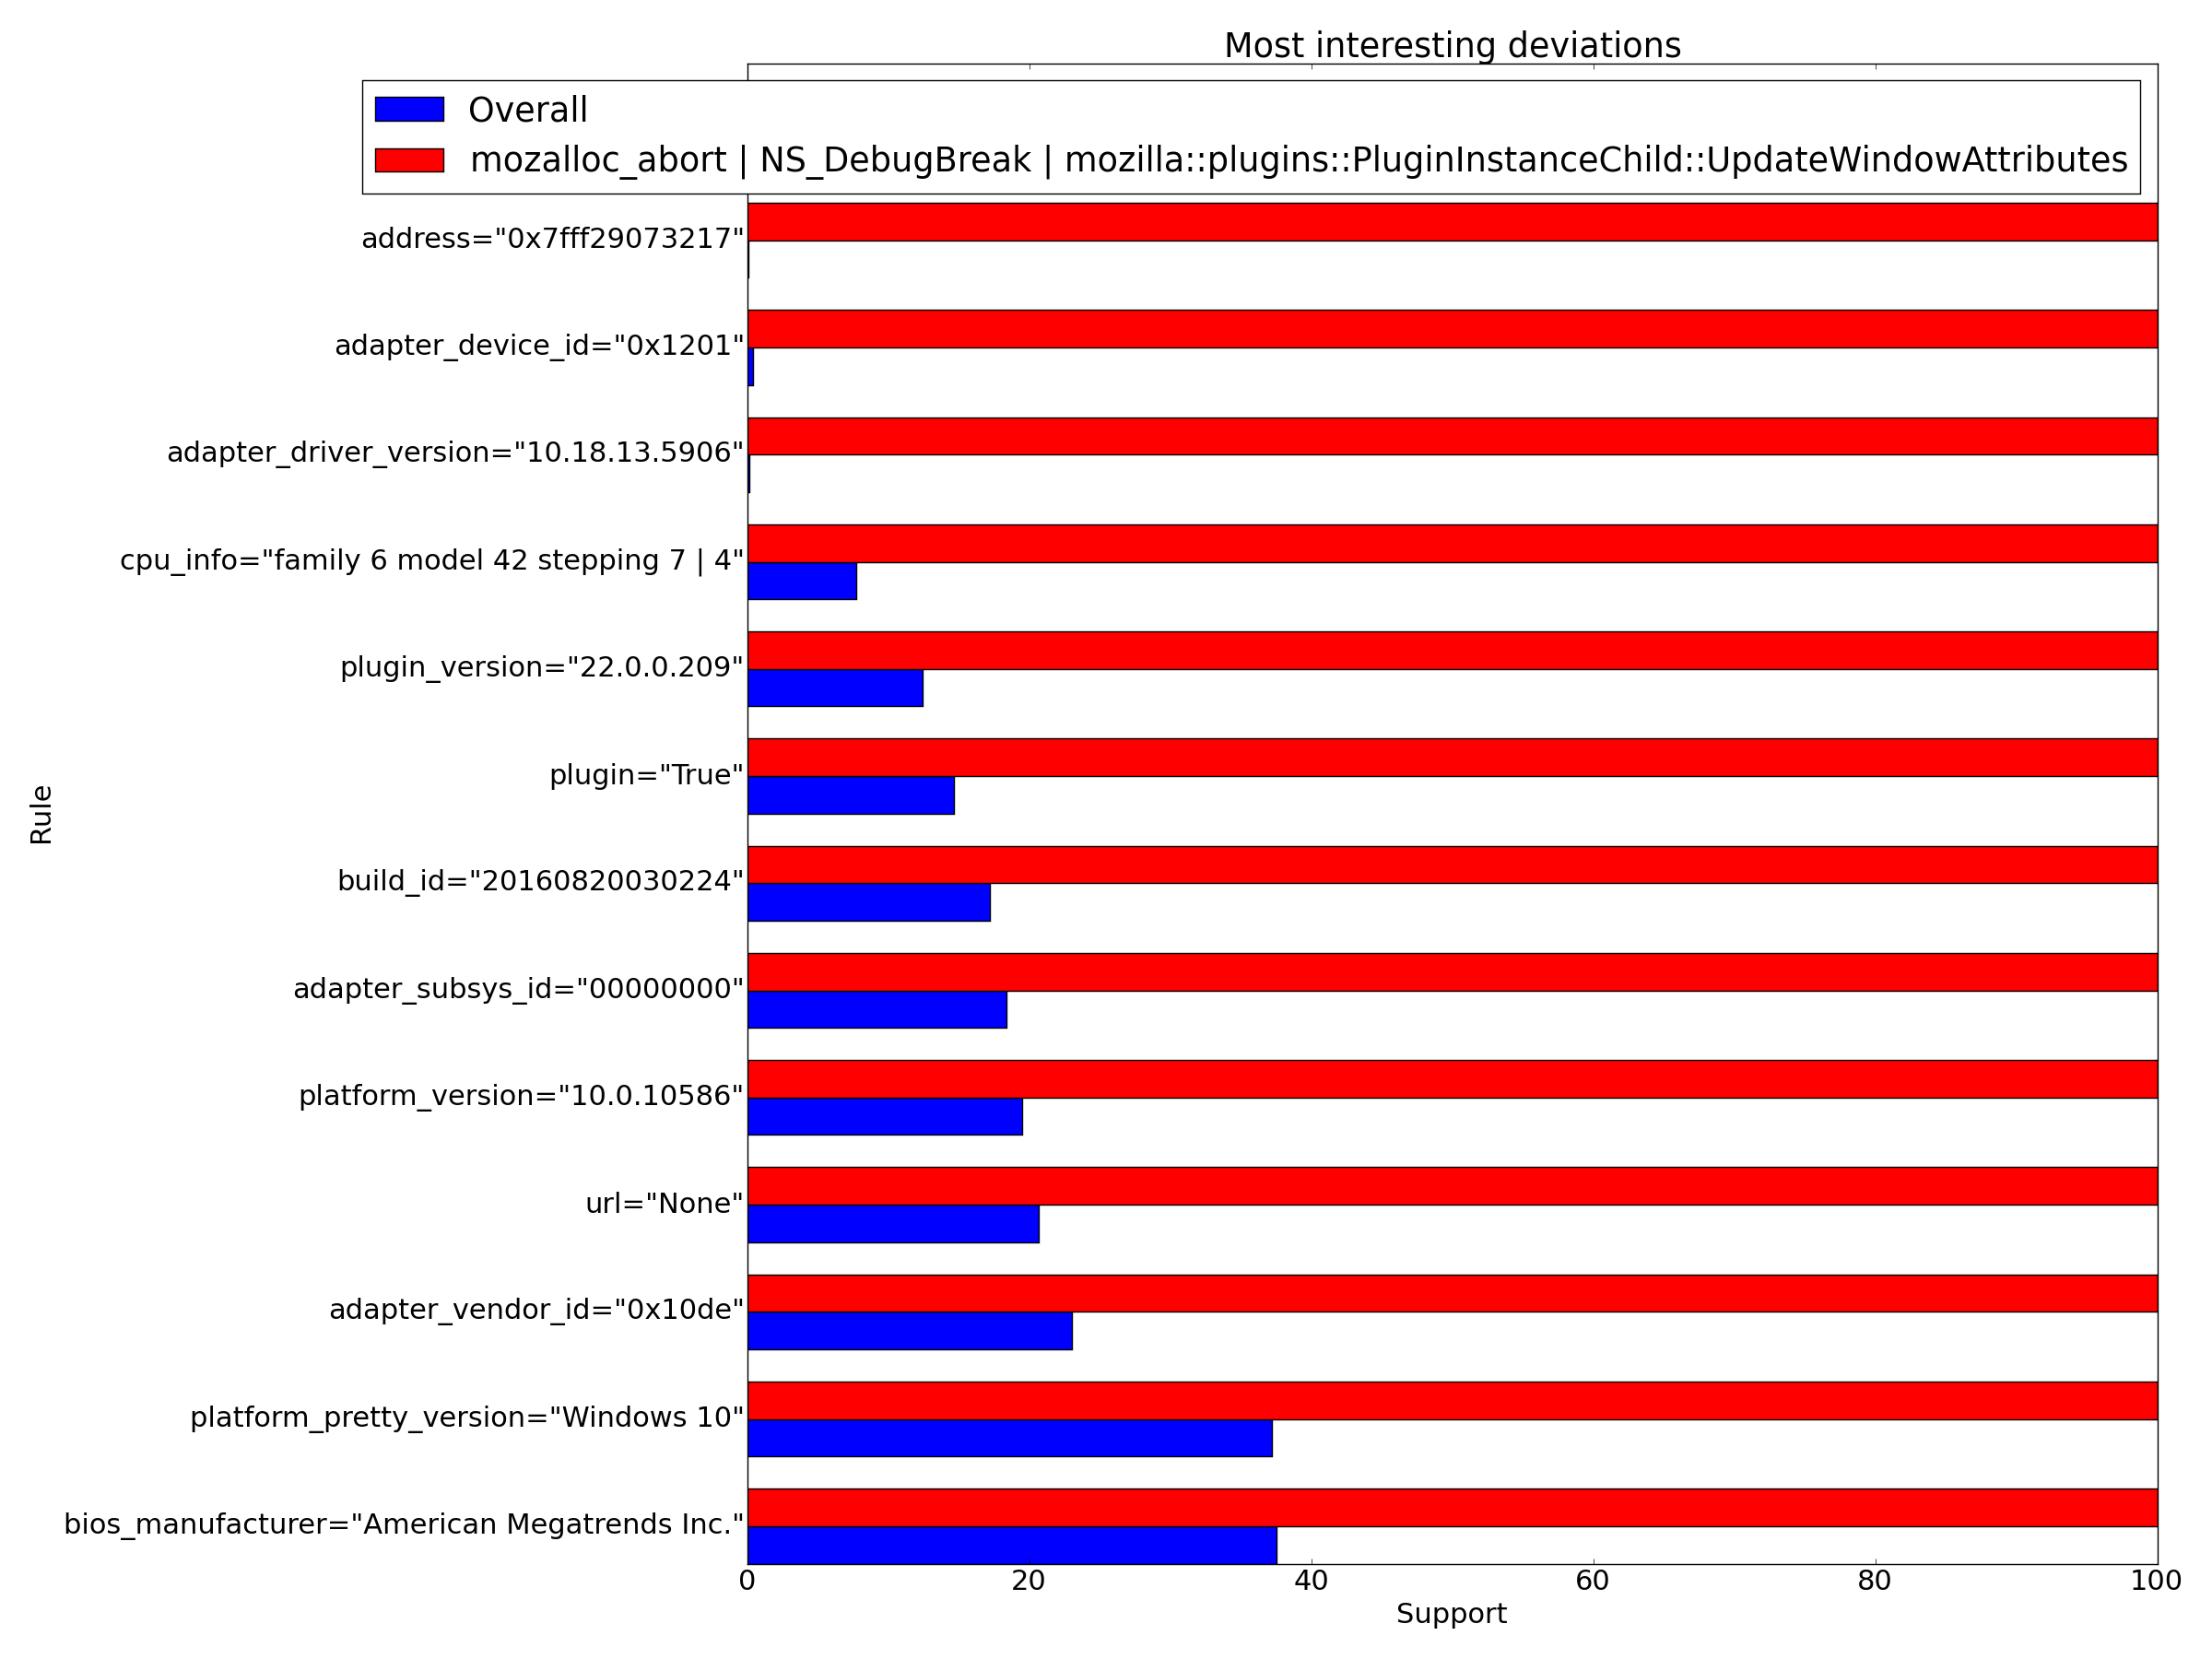 Most interesting deviations
Overall
mozalloc_abort | NS_DebugBreak | mozilla::plugins::PluginInstanceChild::UpdateWindowAttributes
address="0x7fff29073217"
adapter_device_id="0x1201"
adapter_driver_version="10.18.13.5906"
cpu_info="family 6 model 42 stepping 7 | 4"
plugin_version="22.0.0.209"
plugin="True"
build_id="20160820030224"
adapter_subsys_id="00000000"
platform_version="10.0.10586"
url="None"
adapter_vendor_id="0x10de"
platform_pretty_version="Windows 10"
bios_manufacturer="American Megatrends Inc."
Rule
0 20 40 60 80 100
Support